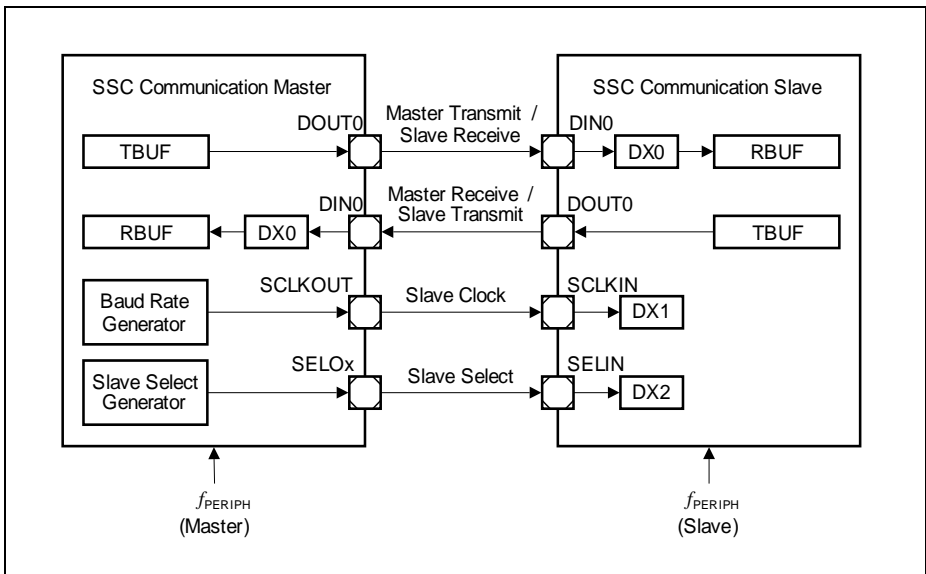 SSC Communication Master
SSC Communication Slave
DOUT0
Master Transmit /
Slave Receive
DIN0
TBUF
DX0
RBUF
DIN0
Master Receive /
Slave Transmit
DOUT0
RBUF
DX0
TBUF
SCLKOUT
Slave Clock
SCLKIN
Baud Rate
Generator
DX1
SELOx
Slave Select
SELIN
Slave Select
Generator
DX2
fPERIPH
(Master)
fPERIPH
(Slave)